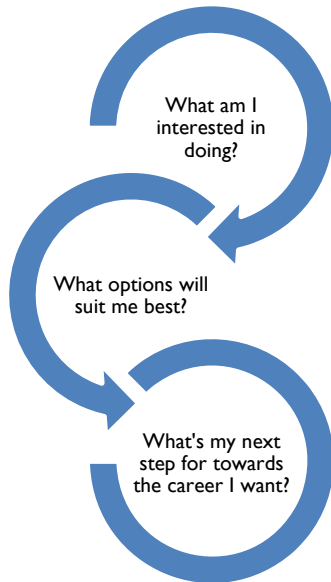 What am I
interested in
doing?
What options will
suit me best?
What's my next
step for towards
the career I want?